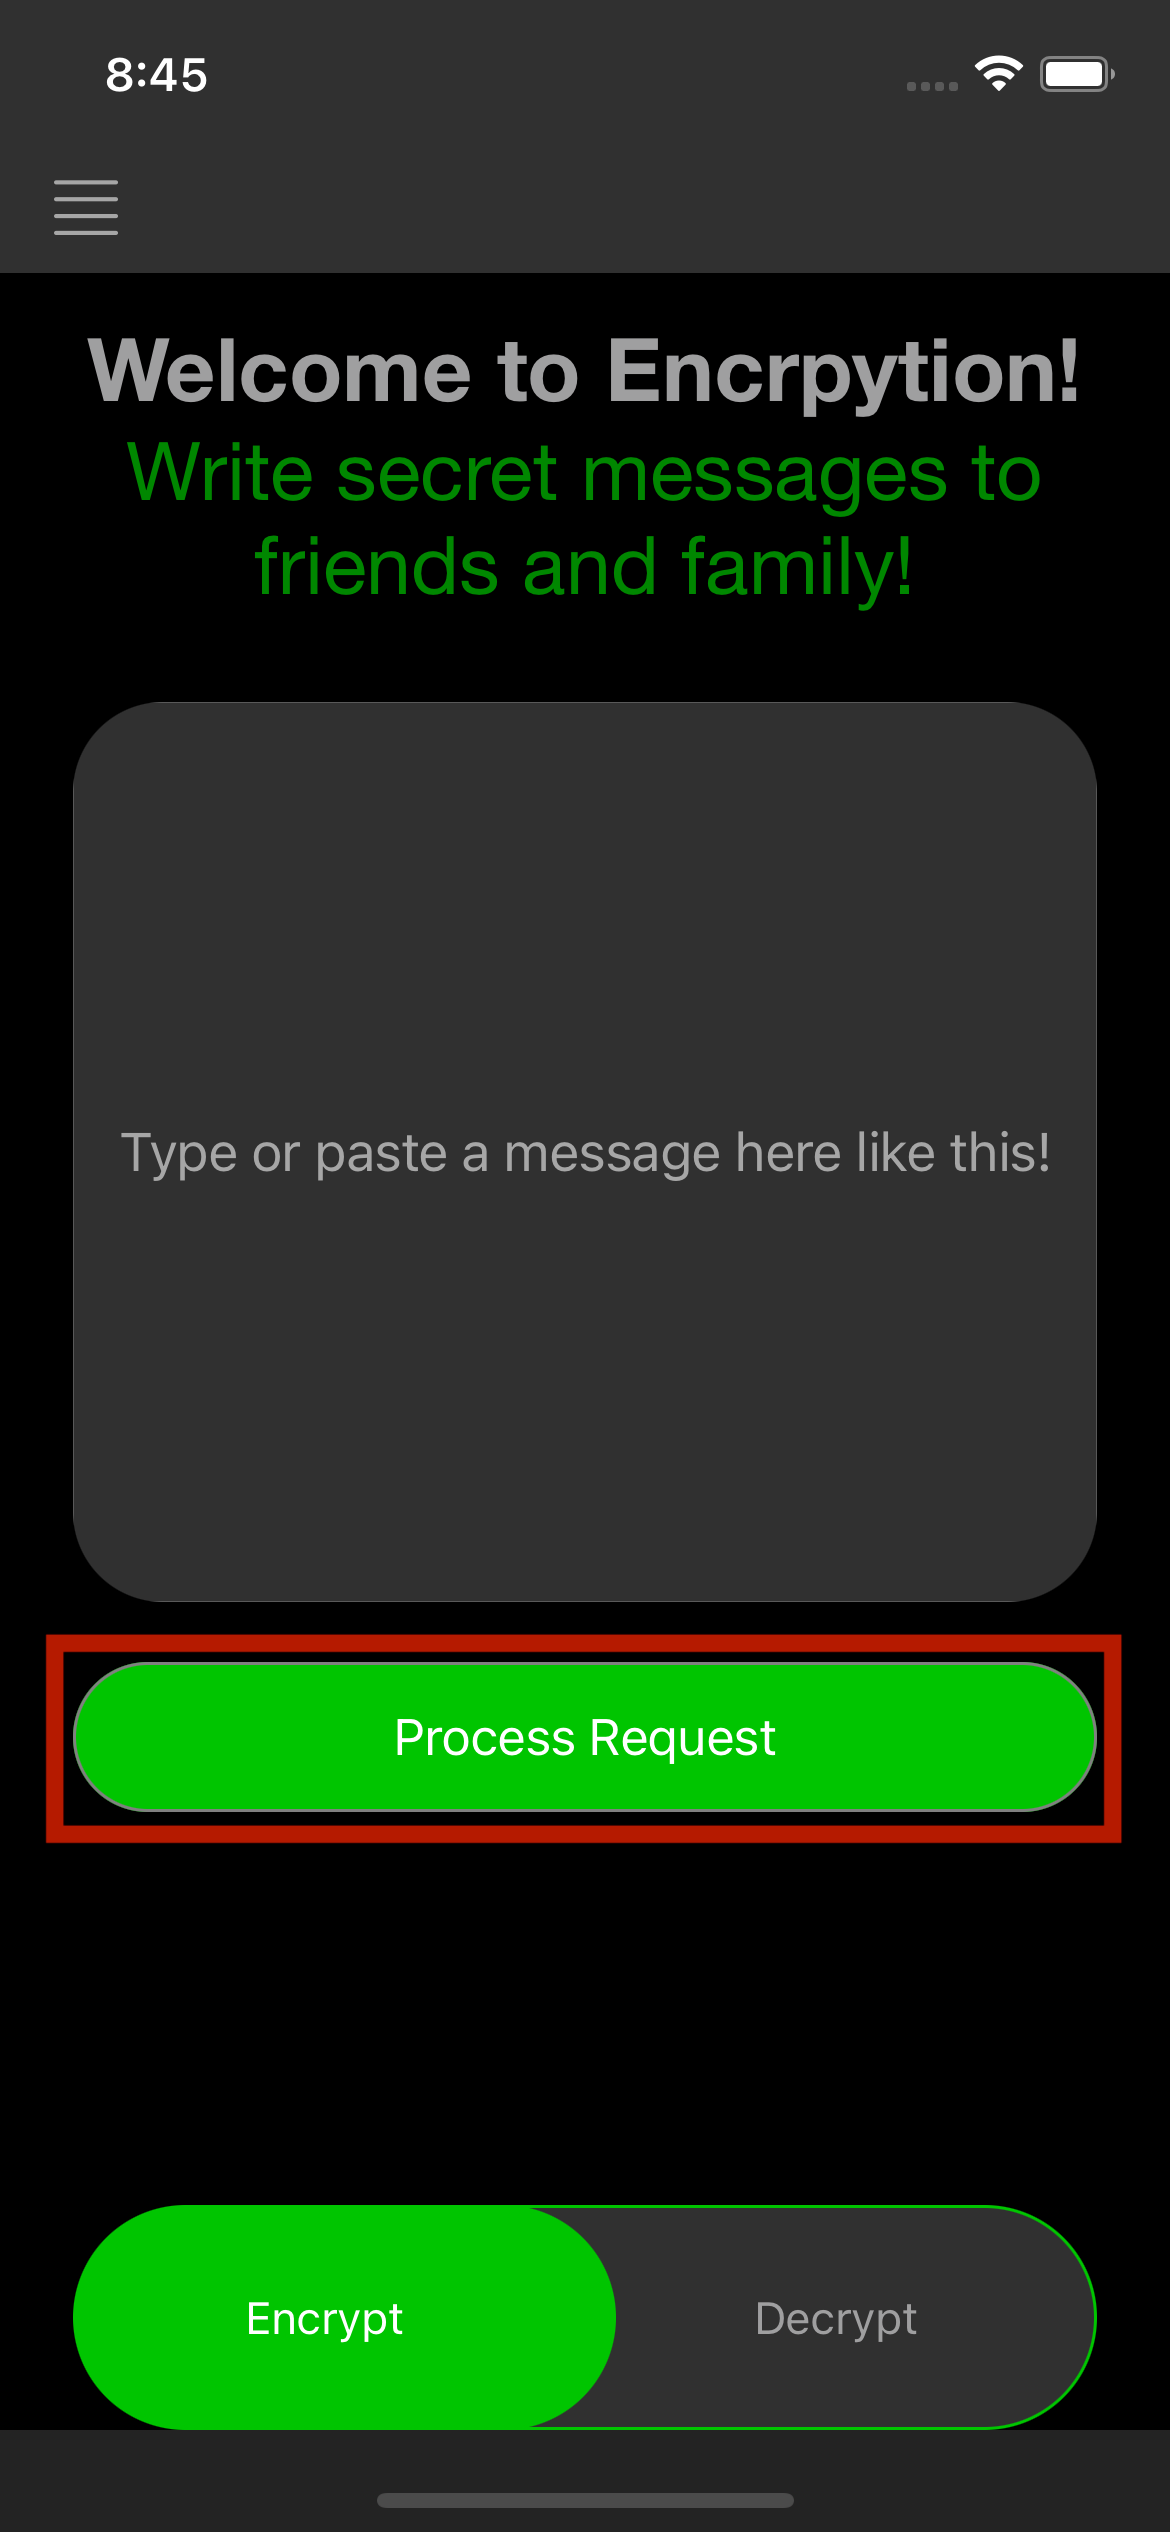 8:45
Welcome to Encrpytion!
Write secret messages to
friends and family!
Type or paste a message here like this!
Process Request
Encrypt
Decrypt